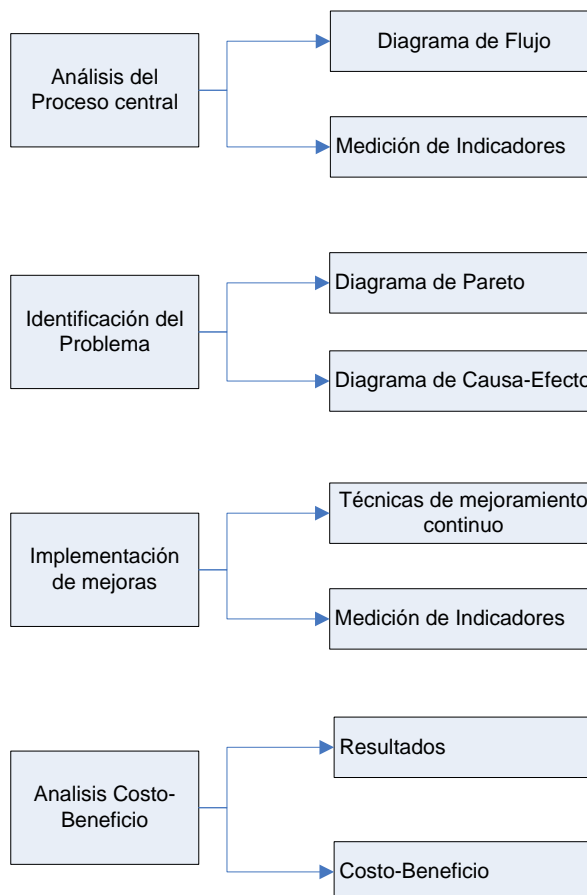 Diagrama de Flujo
Análisis del
Proceso central
Medición de Indicadores
Diagrama de Pareto
Identificación del
Problema
Diagrama de Causa-Efecto
Técnicas de mejoramiento
continuo
Implementación
de mejoras
Medición de Indicadores
Resultados
Analisis Costo-
Beneficio
Costo-Beneficio